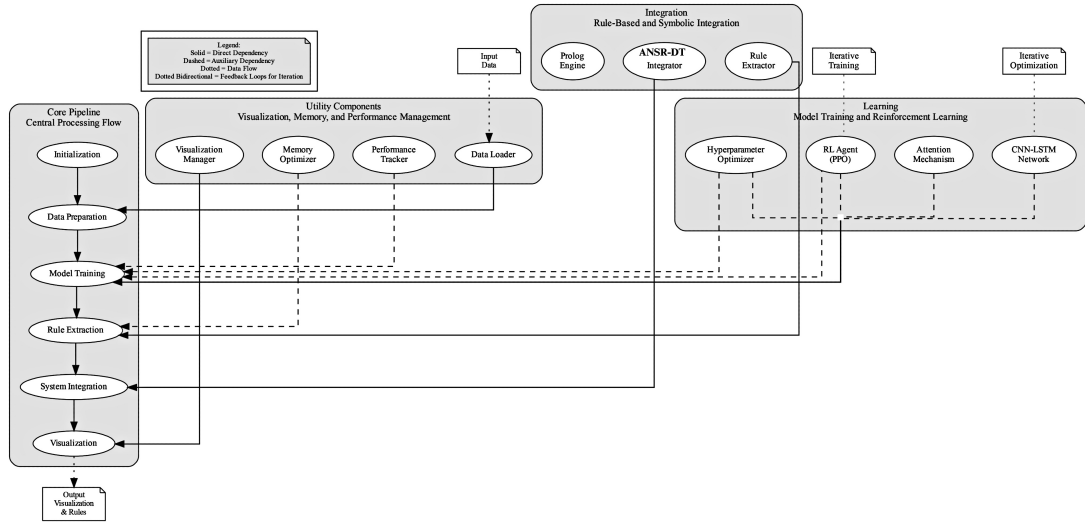 Integration
Rule-Based and Symbolic Integration
Prolog
Engine
ANSR-DT
Integrator
Rule
Extractor
Legend:
Solid = Direct Dependency
Dashed = Auxiliary Dependency
Dotted = Data Flow
Dotted Bidirectional = Feedback Loops for Iteration
Input
Data
Iterative
Training
Iterative
Optimization
Core Pipeline
Central Processing Flow
Initialization
Data Preparation
Model Training
Rule Extraction
System Integration
Visualization
Utility Components
Visualization, Memory, and Performance Management
Visualization
Manager
Memory
Optimizer
Performance
Tracker
Data Loader
Learning
Model Training and Reinforcement Learning
Hyperparameter
Optimizer
RL Agent
(PPO)
Attention
Mechanism
CNN-LSTM
Network
Output
Visualization
& Rules